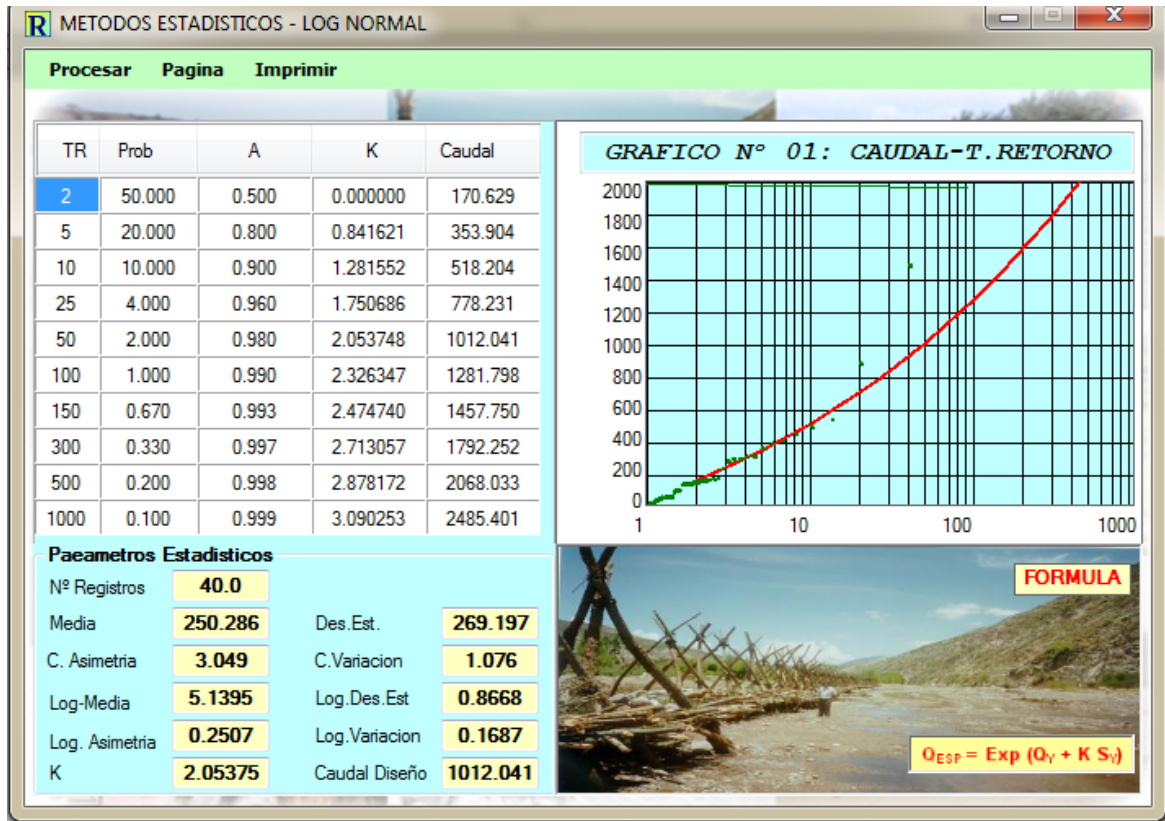 R METODOS ESTADISTICOS - LOG NORMAL
Procesar Pagina Imprimir
TR Prob A K Caudal
2 50.000 0.500 0.000000 170.629
5 20.000 0.800 0.841621 353.904
10 10.000 0.900 1.281552 518.204
25 4.000 0.960 1.750686 778.231
50 2.000 0.980 2.053748 1012.041
100 1.000 0.990 2.326347 1281.798
150 0.670 0.993 2.474740 1457.750
300 0.330 0.997 2.713057 1792.252
500 0.200 0.998 2.878172 2068.033
1000 0.100 0.999 3.090253 2485.401
GRAFICO Nº 01: CAUDAL-T.RETORNO
2000
1800
1600
1400
1200
1000
800
600
400
200
0
1 10 100 1000
Paeametros Estadisticos
Nº Registros 40.0
Media 250.286 Des.Est. 269.197
C. Asimetria 3.049 C.Variacion 1.076
Log-Media 5.1395 Log.Des.Est 0.8668
Log. Asimetria 0.2507 Log.Variacion 0.1687
K 2.05375 Caudal Diseño 1012.041
FORMULA
QESP = Exp (QY + K SY)